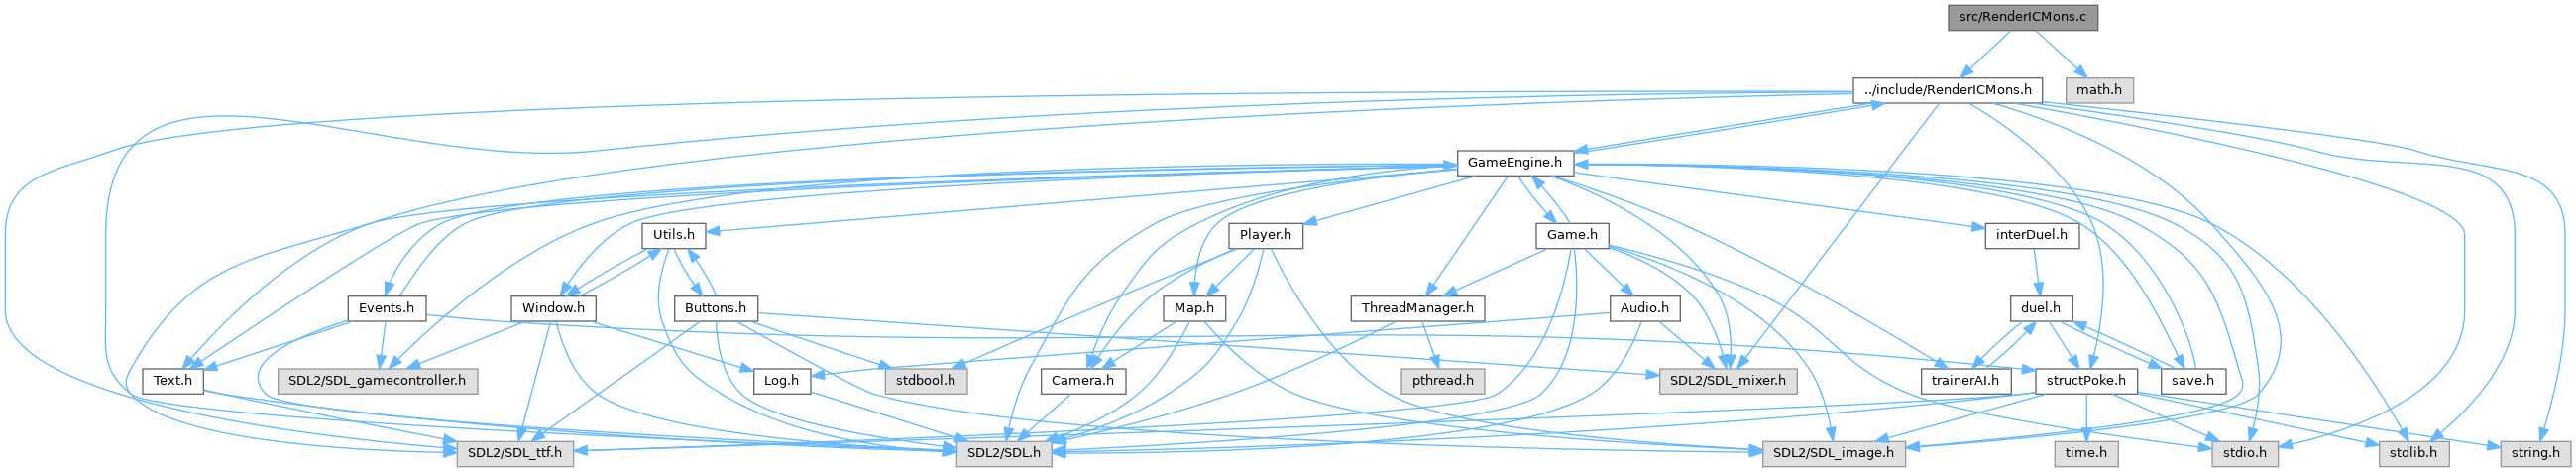 src/RenderICMons.c
../include/RenderICMons.h
math.h
GameEngine.h
Utils.h
Player.h
Game.h
interDuel.h
Events.h
Window.h
Buttons.h
Map.h
ThreadManager.h
Audio.h
duel.h
Text.h
SDL2/SDL_gamecontroller.h
Log.h
stdbool.h
Camera.h
pthread.h
SDL2/SDL_mixer.h
trainerAI.h
structPoke.h
save.h
SDL2/SDL_ttf.h
SDL2/SDL.h
SDL2/SDL_image.h
time.h
stdio.h
stdlib.h
string.h